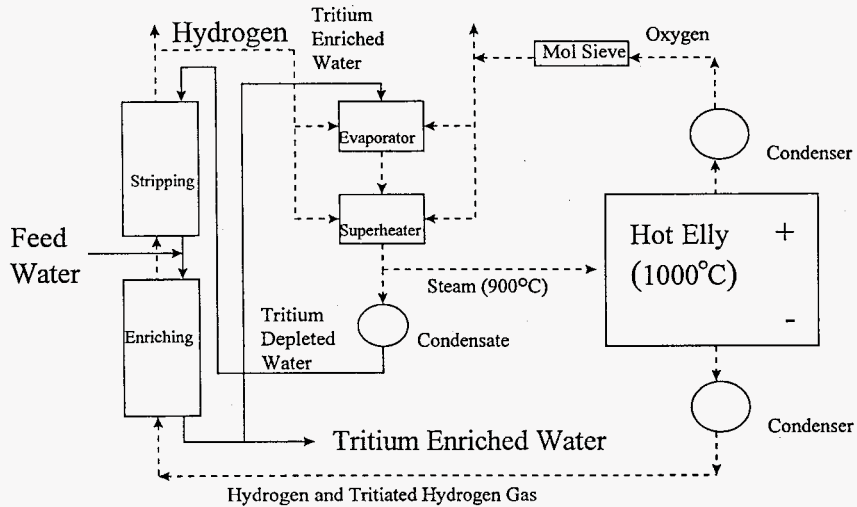 Hydrogen
Tritium
Enriched
Water
Oxygen
Mol Sieve
Evaporator
Condenser
Stripping
Superheater
Feed
Water
Hot Elly
(1000°C)
+
-
Steam (900°C)
Enriching
Tritium
Depleted
Water
Condensate
Condenser
Tritium Enriched Water
Hydrogen and Tritiated Hydrogen Gas